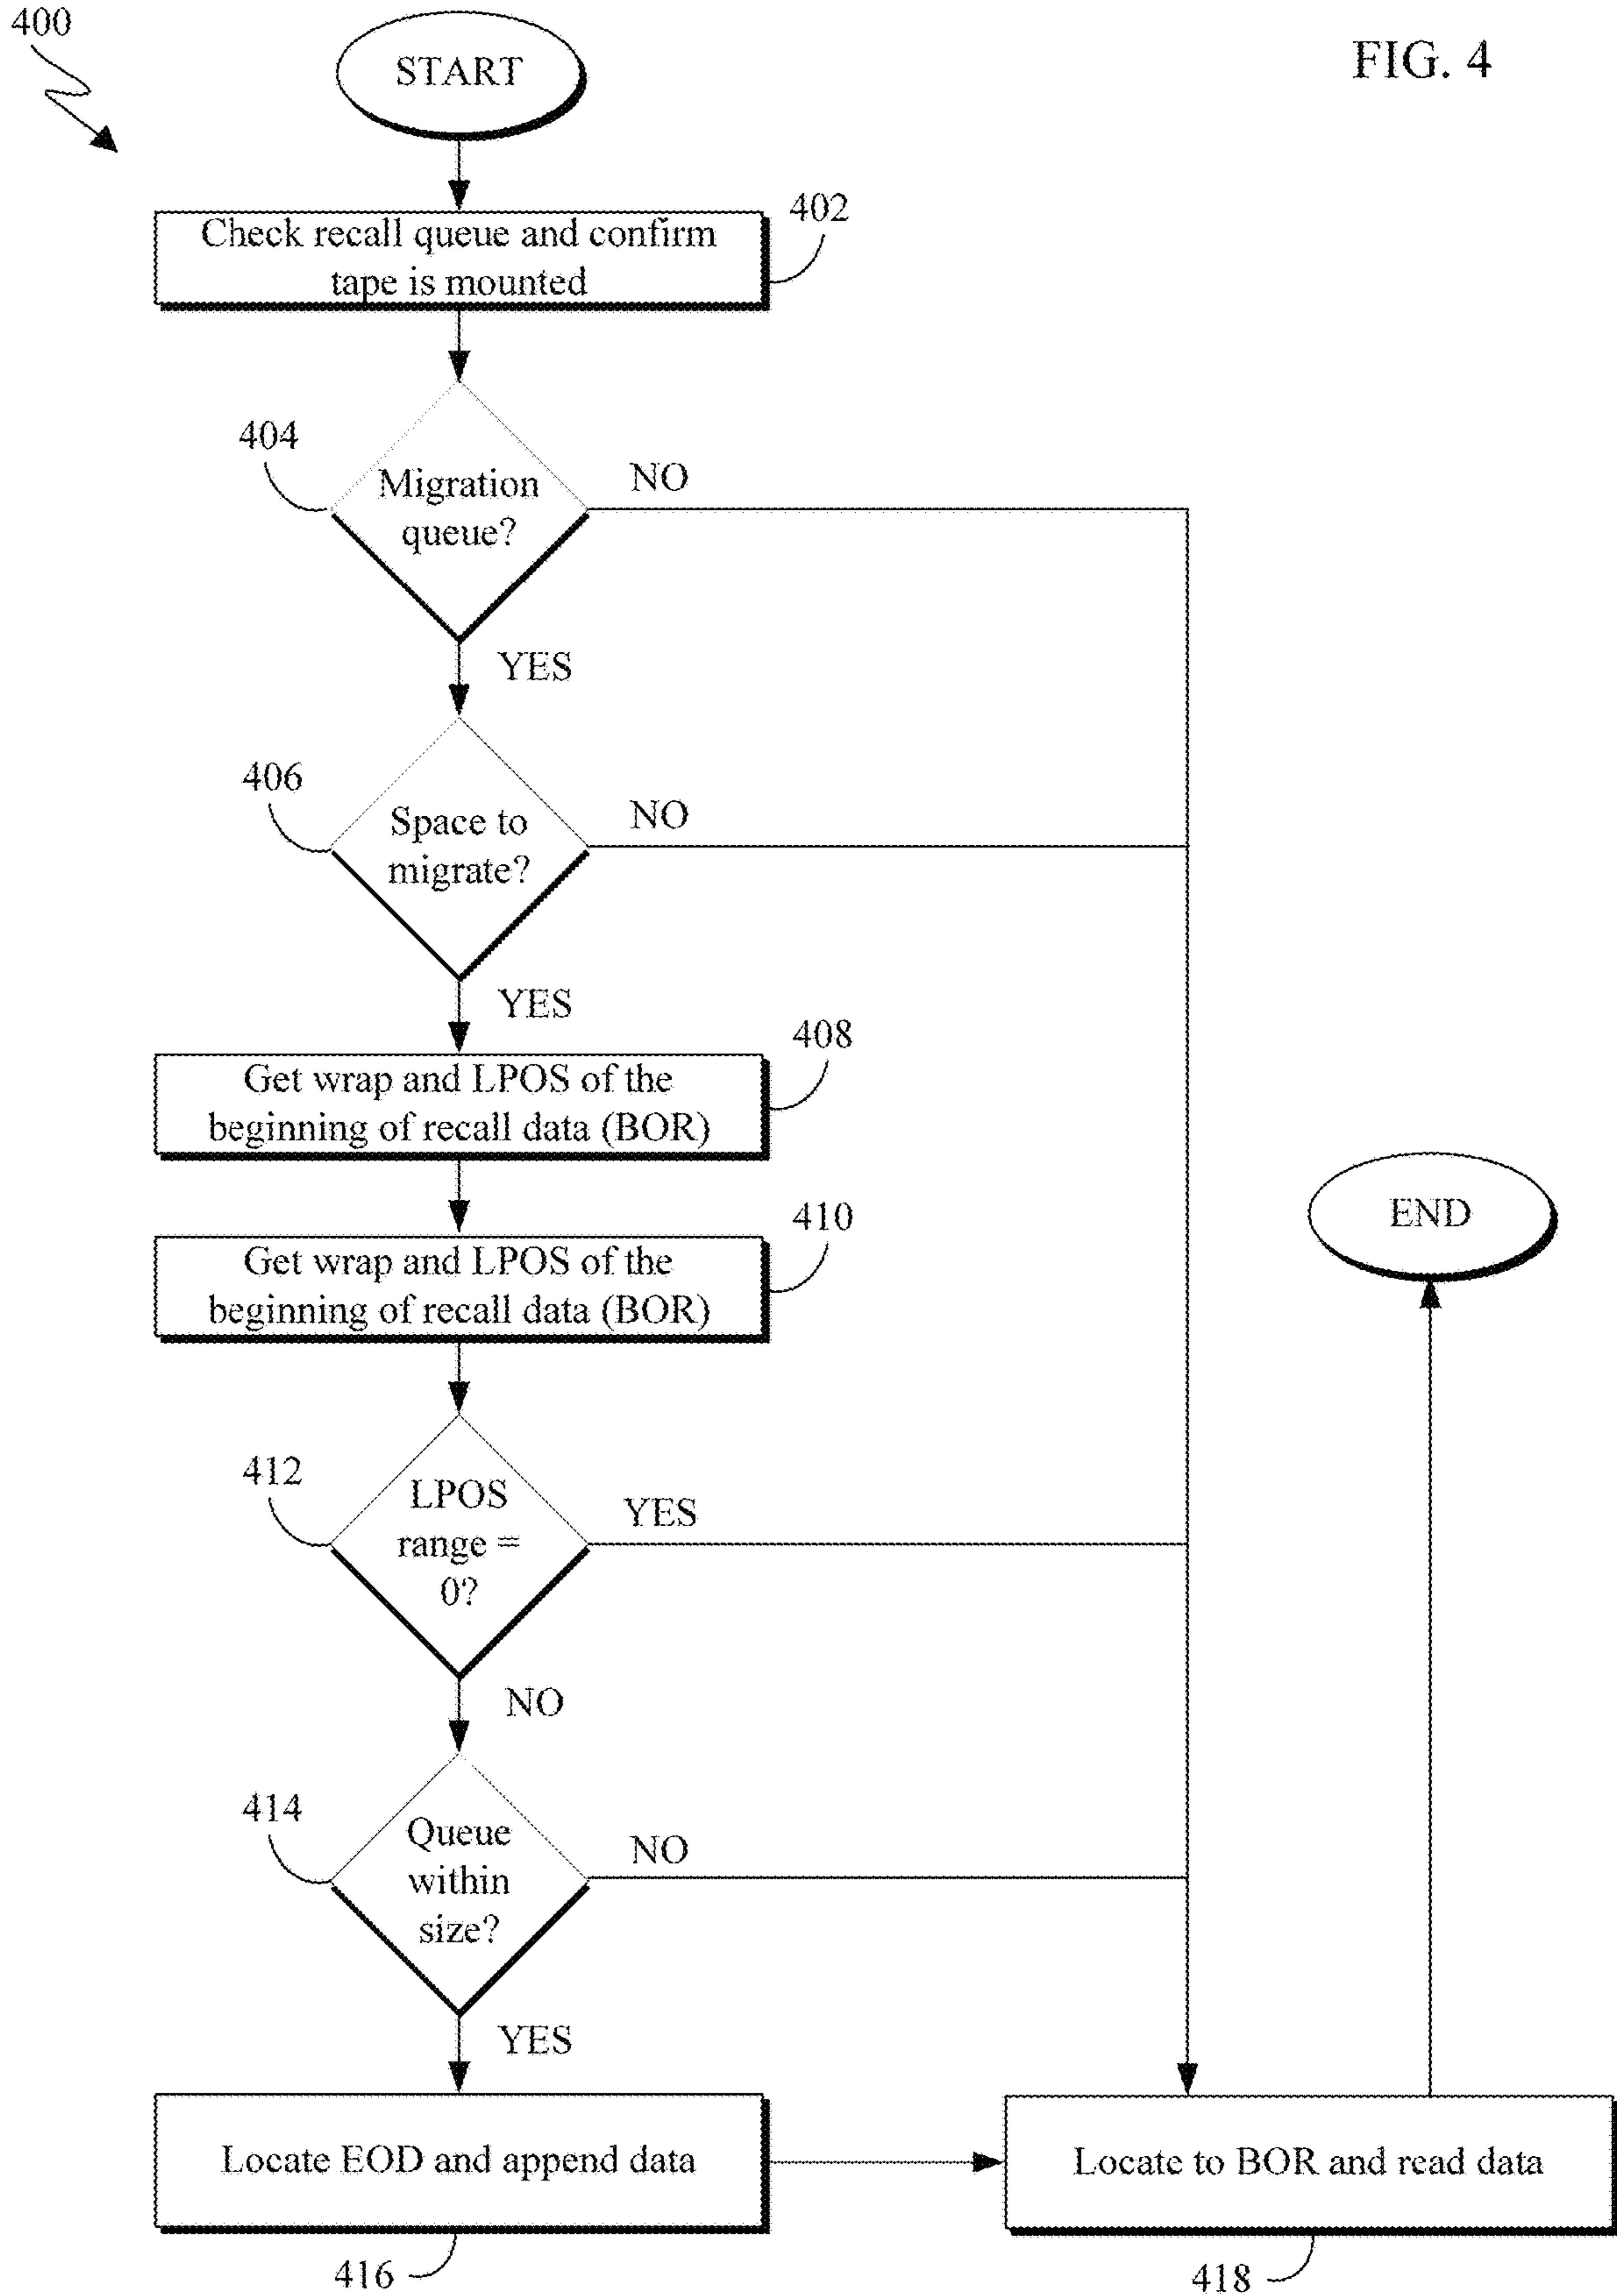 400
START
FIG. 4
402
Check recall queue and confirm
tape is mounted
404
Migration
queue?
NO
YES
406
Space to
migrate?
NO
YES
408
Get wrap and LPOS of the
beginning of recall data (BOR)
410
Get wrap and LPOS of the
beginning of recall data (BOR)
END
412
LPOS
range =
0?
YES
NO
414
Queue
within
size?
NO
YES
Locate EOD and append data
Locate to BOR and read data
416
418